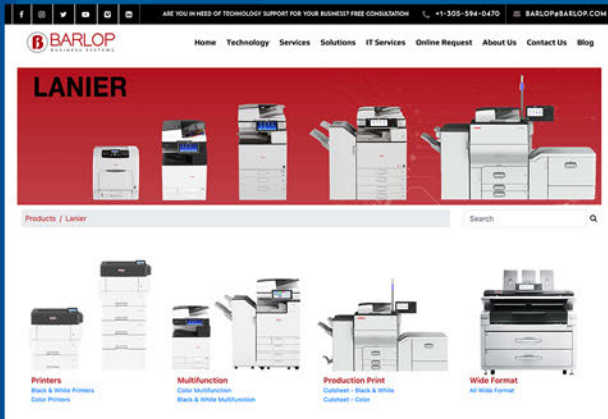 ARE YOU IN NEED OF TECHNOLOGY SUPPORT FOR YOUR BUSINESS? FREE CONSULTATION +1-305-594-0470 BARLOP@BARLOP.COM
B BARLOP
BUSINESS SYSTEMS
Home Technology Services Solutions IT Services Online Request About Us Contact Us Blog
LANIER
Products / Lanier Search
Printers Multifunction Production Print Wide Format
Black & White Printers Color Multifunction Cutsheet - Black & White All Wide Format
Color Printers Black & White Multifunction Cutsheet - Color